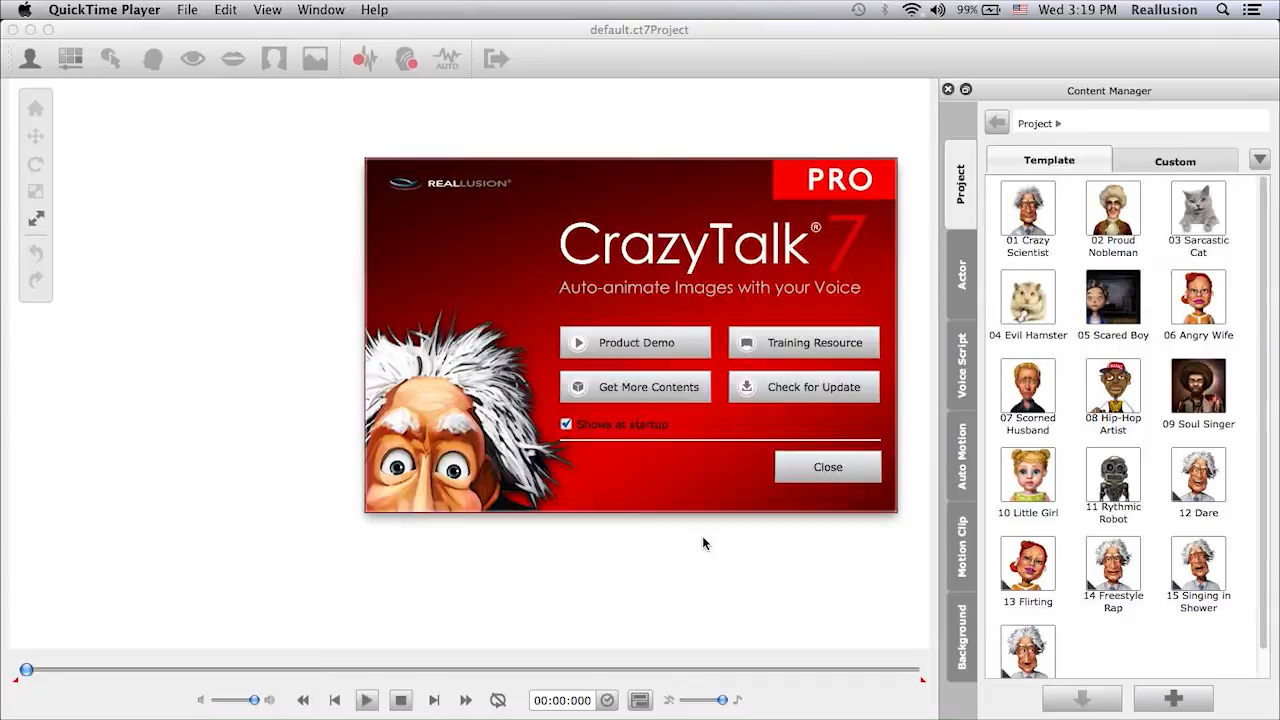 QuickTime Player File Edit View Window Help 99% Wed 3:19 PM Reallusion
default.ct7Project
AUTO
Content Manager
Project
Template Custom
Project
Actor
Voice Script
Auto Motion
Motion Clip
Background
01 Crazy Scientist
02 Proud Nobleman
03 Sarcastic Cat
04 Evil Hamster
05 Scared Boy
06 Angry Wife
07 Scorned Husband
08 Hip-Hop Artist
09 Soul Singer
10 Little Girl
11 Rythmic Robot
12 Dare
13 Flirting
14 Freestyle Rap
15 Singing in Shower
REALLUSION®
PRO
CrazyTalk® 7
Auto-animate Images with your Voice
Product Demo
Training Resource
Get More Contents
Check for Update
Shows at startup
Close
00:00:000